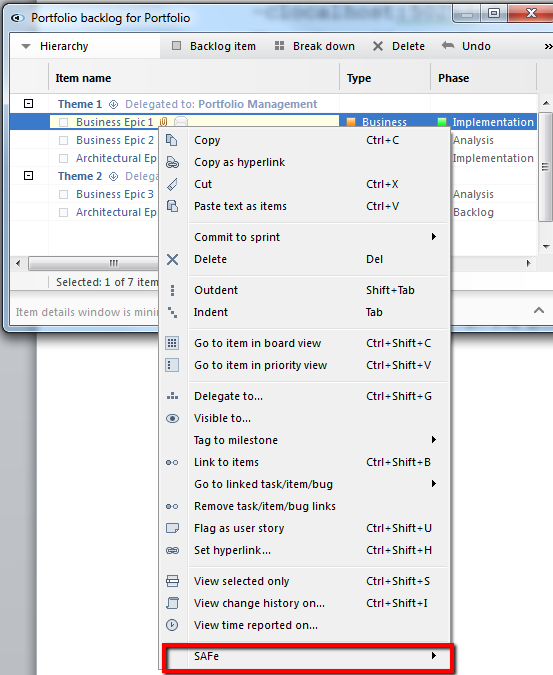 Portfolio backlog for Portfolio
Hierarchy Backlog item Break down Delete Undo »
Item name Type Phase
Theme 1 Delegated to: Portfolio Management
Business Epic 1 Business Implementation
Business Epic 2 Analysis
Architectural Ep Implementation
Theme 2 Delega
Business Epic 3 Analysis
Architectural Ep Backlog
Selected: 1 of 7 item
Item details window is mini
Copy Ctrl+C
Copy as hyperlink
Cut Ctrl+X
Paste text as items Ctrl+V
Commit to sprint
Delete Del
Outdent Shift+Tab
Indent Tab
Go to item in board view Ctrl+Shift+C
Go to item in priority view Ctrl+Shift+V
Delegate to... Ctrl+Shift+G
Visible to...
Tag to milestone
Link to items Ctrl+Shift+B
Go to linked task/item/bug
Remove task/item/bug links
Flag as user story Ctrl+Shift+U
Set hyperlink... Ctrl+Shift+H
View selected only Ctrl+Shift+S
View change history on... Ctrl+Shift+I
View time reported on...
SAFe